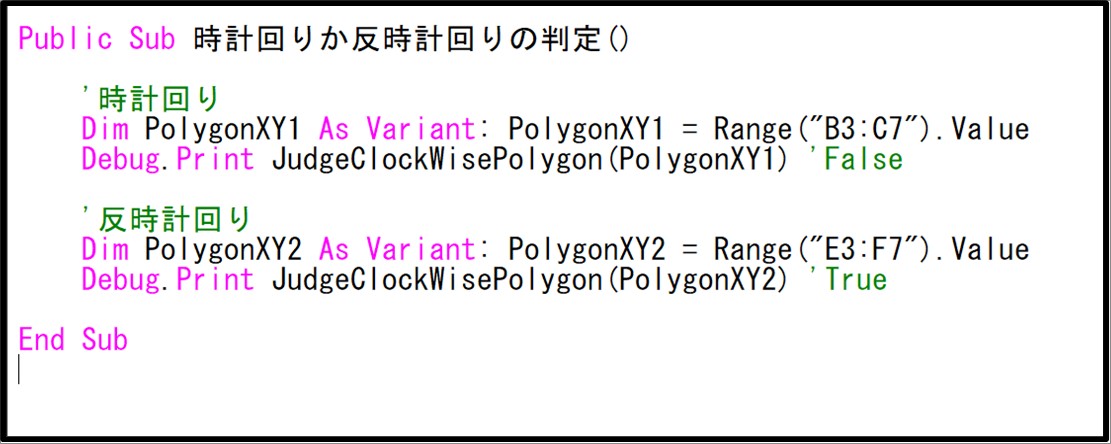 Public Sub 時計回りか反時計回りの判定()
'時計回り
Dim PolygonXY1 As Variant: PolygonXY1 = Range("B3:C7").Value
Debug.Print JudgeClockWisePolygon(PolygonXY1) 'False
'反時計回り
Dim PolygonXY2 As Variant: PolygonXY2 = Range("E3:F7").Value
Debug.Print JudgeClockWisePolygon(PolygonXY2) 'True
End Sub